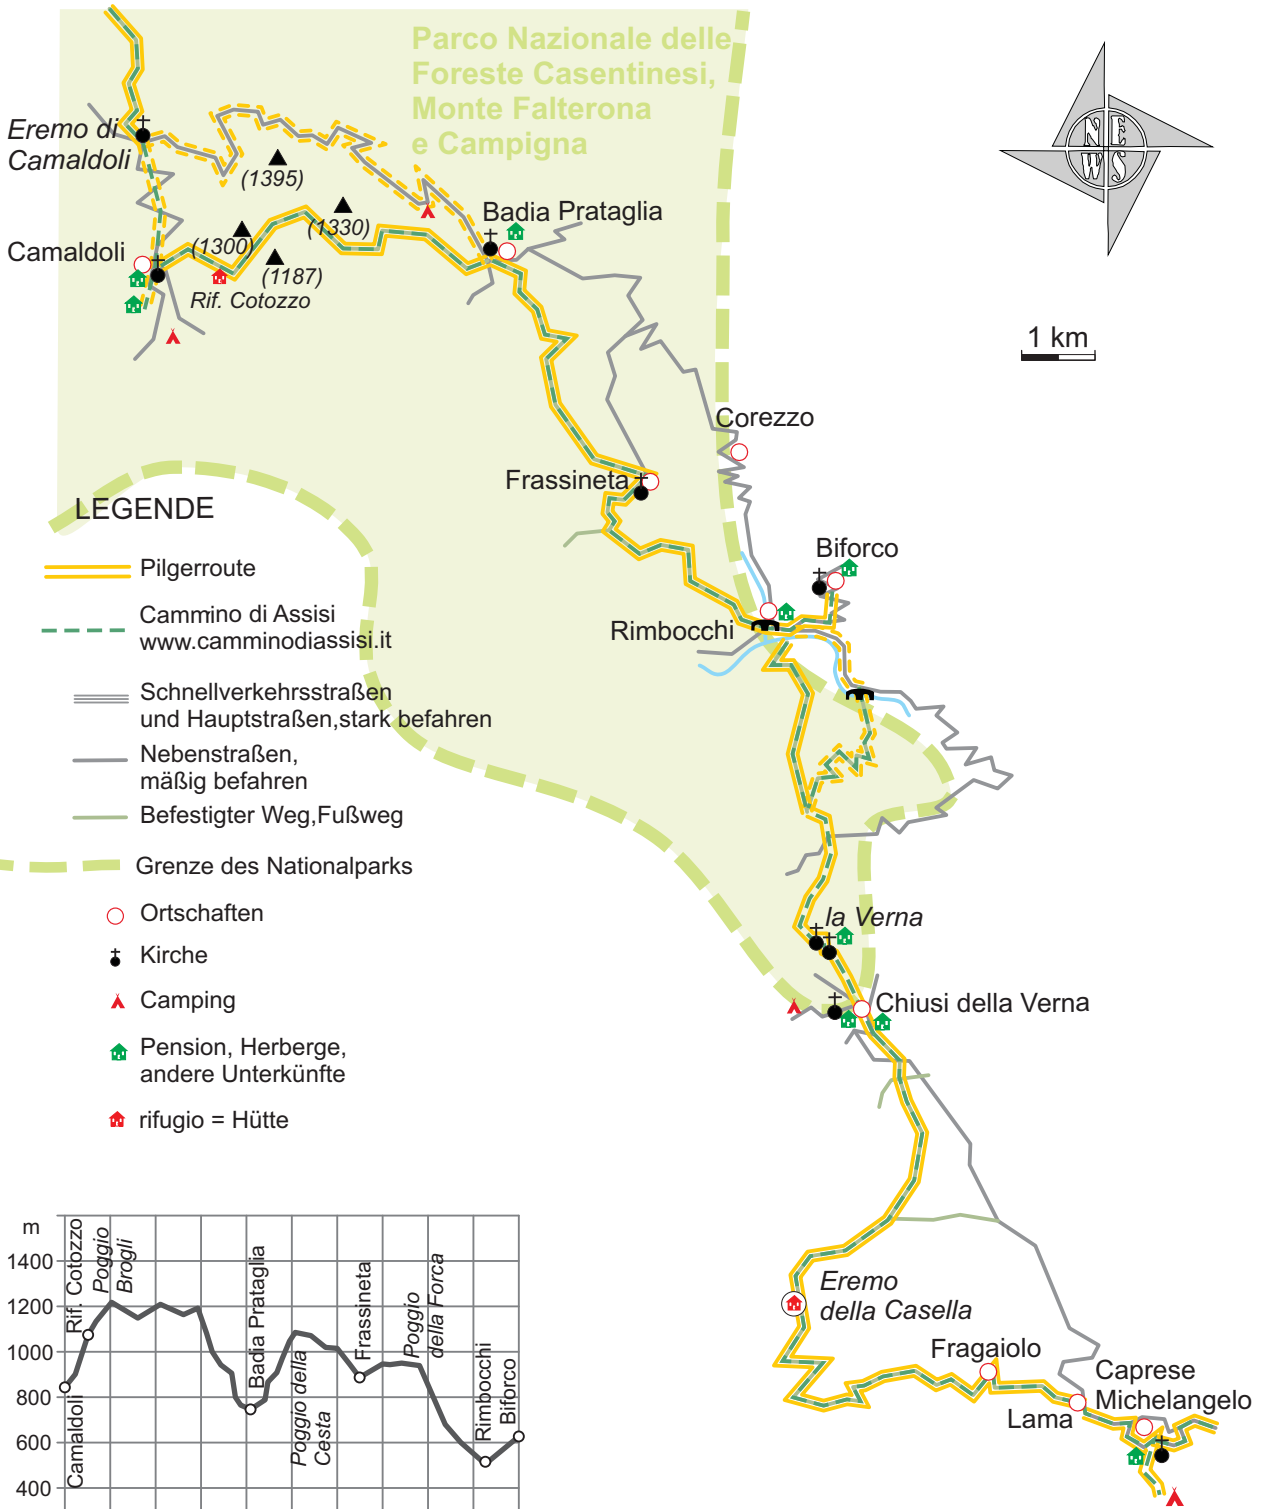 Parco Nazionale delle
Foreste Casentinesi,
Monte Falterona
e Campigna
N E
W S
Eremo di
Camaldoli
(1395)
(1330)
(1300)
(1187)
Badia Prataglia
Camaldoli
Rif. Cotozzo
1 km
Corezzo
Frassineta
Biforco
Rimbocchi
la Verna
Chiusi della Verna
Eremo
della Casella
Fragaiolo
Lama
Caprese
Michelangelo
LEGENDE
Pilgerroute
Cammino di Assisi
www.camminodiassisi.it
Schnellverkehrsstraßen
und Hauptstraßen,stark befahren
Nebenstraßen,
mäßig befahren
Befestigter Weg,Fußweg
Grenze des Nationalparks
Ortschaften
Kirche
Camping
Pension, Herberge,
andere Unterkünfte
rifugio = Hütte
m
1400
1200
1000
800
600
400
Camaldoli
Rif. Cotozzo
Poggio
Brogli
Badia Prataglia
Poggio della
Cesta
Frassineta
Poggio
della Forca
Rimbocchi
Biforco